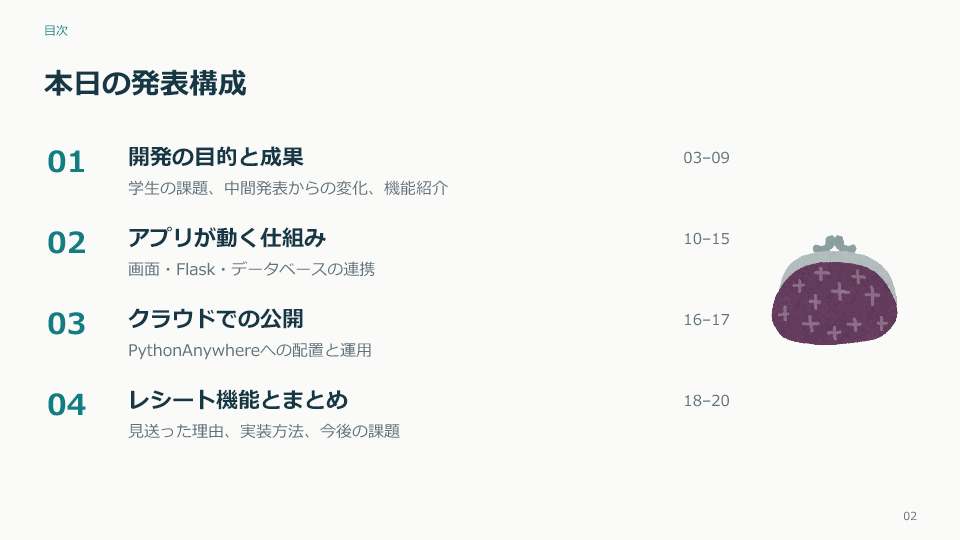 目次
本日の発表構成
01
開発の目的と成果
03–09
学生の課題、中間発表からの変化、機能紹介
02
アプリが動く仕組み
10–15
画面・Flask・データベースの連携
03
クラウドでの公開
16–17
PythonAnywhereへの配置と運用
04
レシート機能とまとめ
18–20
見送った理由、実装方法、今後の課題
02